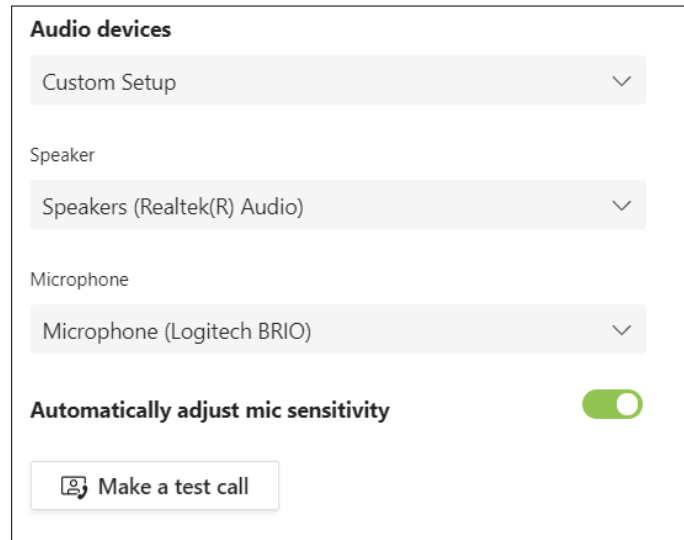 Audio devices
Custom Setup
Speaker
Speakers (Realtek(R) Audio)
Microphone
Microphone (Logitech BRIO)
Automatically adjust mic sensitivity
Make a test call